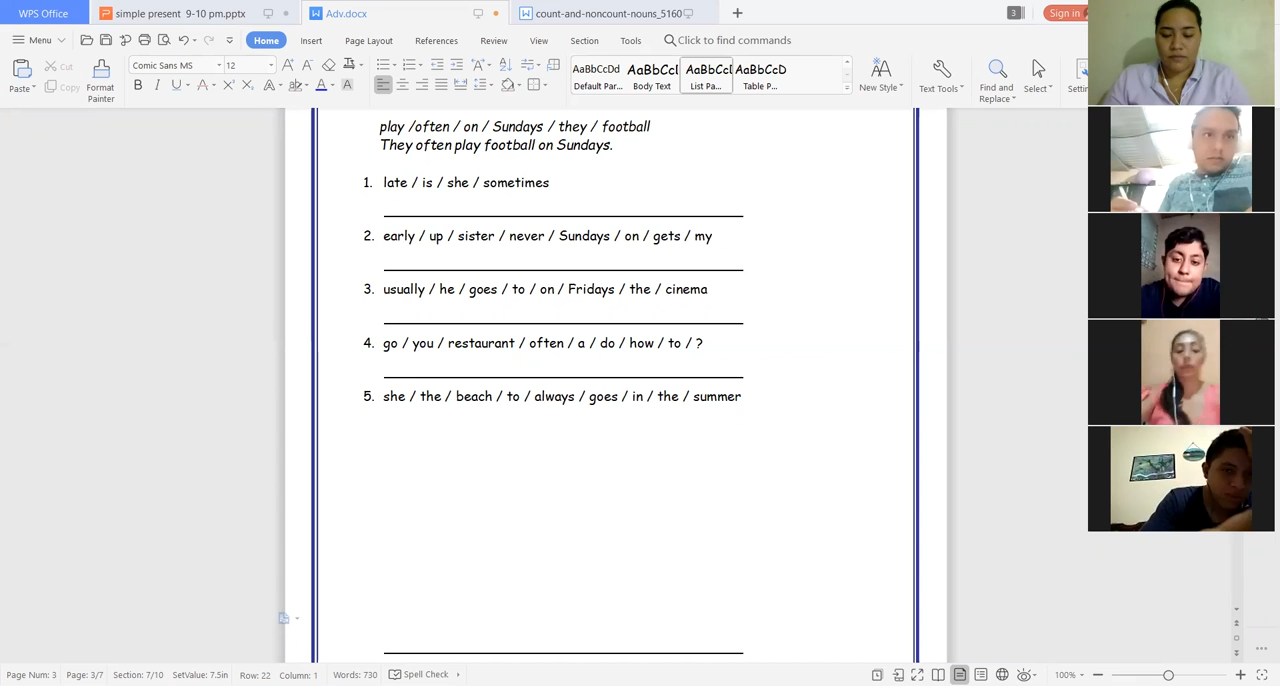 WPS Office
simple present 9-10 pm.pptx
Adv.docx
count-and-noncount-nouns_5160
3
Sign in
Menu
Home
Insert
Page Layout
References
Review
View
Section
Tools
Click to find commands
Paste
Cut
Copy
Format Painter
Comic Sans MS
12
AaBbCcDd
Default Par...
AaBbCcI
Body Text
AaBbCcI
List Pa...
AaBbCcD
Table P...
New Style
Text Tools
Find and Replace
Select
play /often / on / Sundays / they / football
They often play football on Sundays.
1. late / is / she / sometimes
2. early / up / sister / never / Sundays / on / gets / my
3. usually / he / goes / to / on / Fridays / the / cinema
4. go / you / restaurant / often / a / do / how / to / ?
5. she / the / beach / to / always / goes / in / the / summer
Page Num: 3
Page: 3/7
Section: 7/10
SetValue: 7.5in
Row: 22
Column: 1
Words: 730
Spell Check
100%